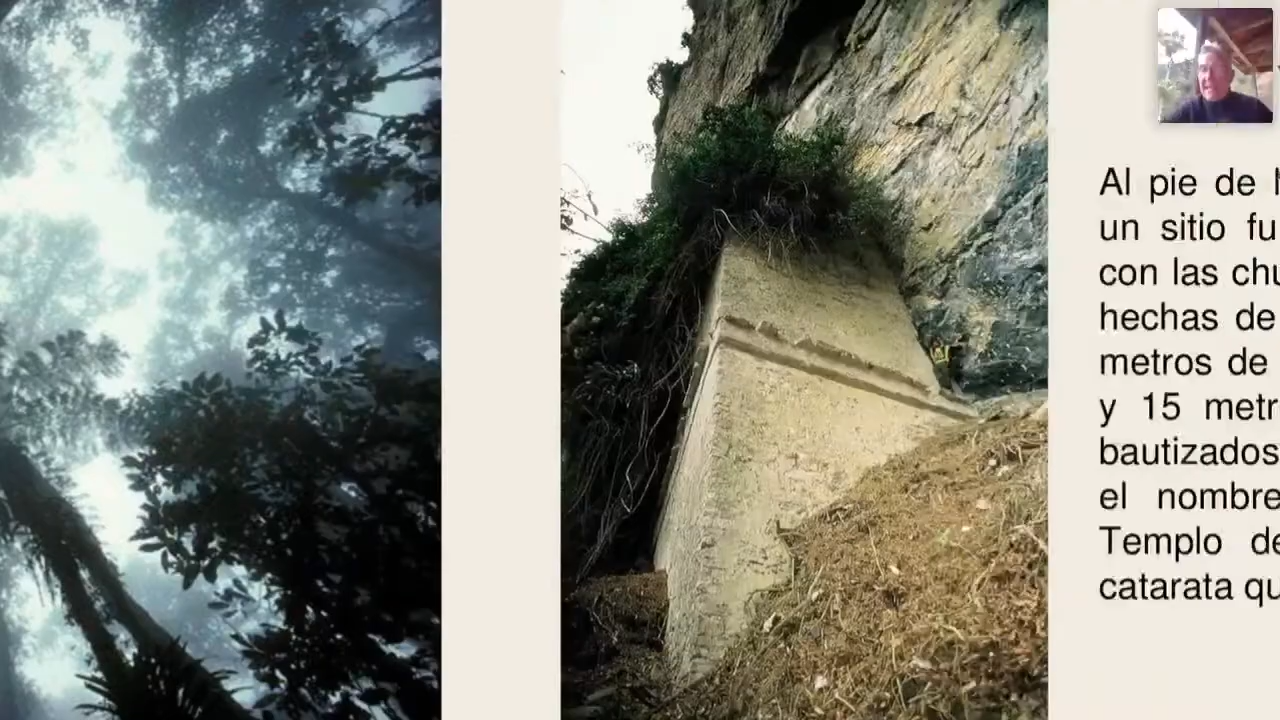 Al pie de
un sitio fu
con las chu
hechas de
metros de
y 15 metr
bautizados
el nombre
Templo de
catarata qu